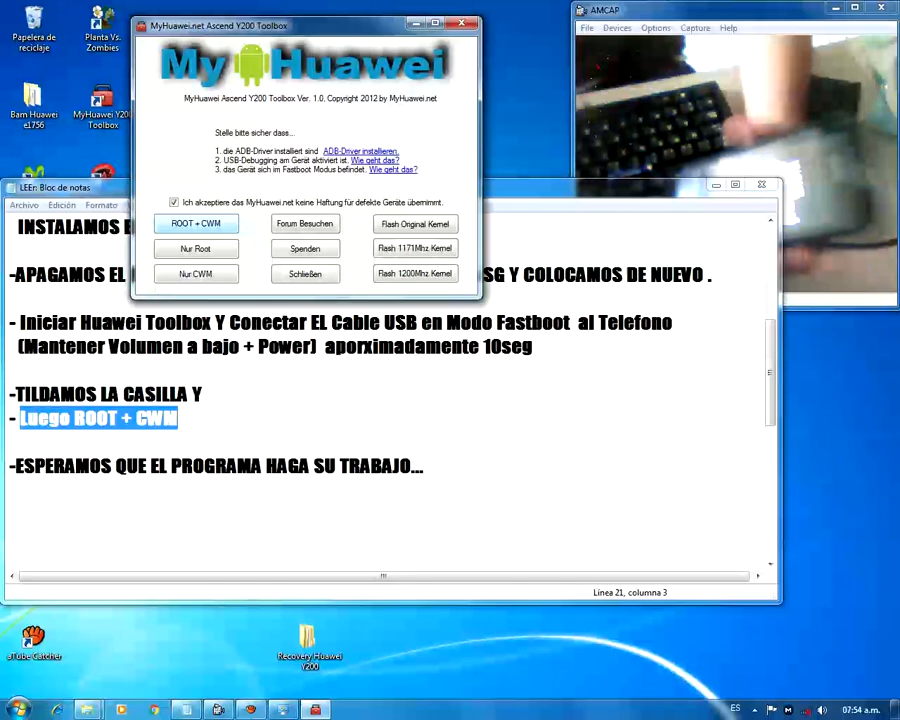 Papelera de
reciclaje
Planta Vs.
Zombies
Bam Huawei
e1756
MyHuawei Y200
Toolbox
MyHuawei.net Ascend Y200 Toolbox
My Huawei
MyHuawei Ascend Y200 Toolbox Ver. 1.0, Copyright 2012 by MyHuawei.net
Stelle bitte sicher dass...
1. die ADB-Driver installiert sind ADB-Driver installieren.
2. USB-Debugging am Gerät aktiviert ist. Wie geht das?
3. das Gerät sich im Fastboot Modus befindet. Wie geht das?
Ich akzeptiere das MyHuawei.net keine Haftung für defekte Geräte übernimmt.
ROOT + CWM
Forum Besuchen
Flash Original Kernel
Nur Root
Spenden
Flash 1171Mhz Kernel
Nur CWM
Schließen
Flash 1200Mhz Kernel
AMCAP
File Devices Options Capture Help
LEEr: Bloc de notas
Archivo Edición Formato
INSTALAMOS
-APAGAMOS EL
SG Y COLOCAMOS DE NUEVO .
- Iniciar Huawei Toolbox Y Conectar EL Cable USB en Modo Fastboot al Telefono
(Mantener Volumen a bajo + Power) aporximadamente 10seg
-TILDAMOS LA CASILLA Y
- Luego ROOT + CWM
-ESPERAMOS QUE EL PROGRAMA HAGA SU TRABAJO...
Línea 21, columna 3
aTube Catcher
Recovery Huawei
Y200
ES
07:54 a.m.